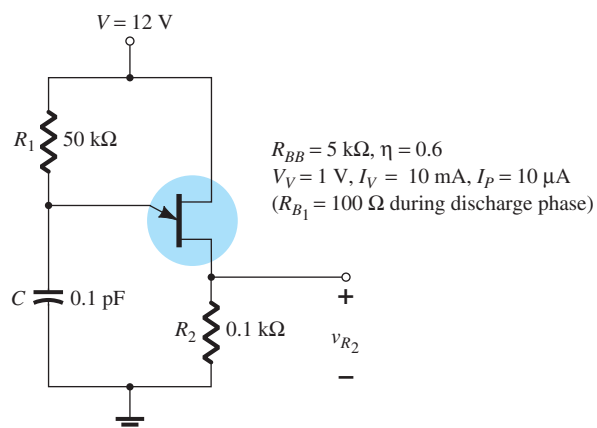 V = 12 V
R1 50 kΩ
RBB = 5 kΩ, η = 0.6
VV = 1 V, IV = 10 mA, IP = 10 μA
(RB1 = 100 Ω during discharge phase)
C 0.1 pF
R2 0.1 kΩ
+
vR2
–